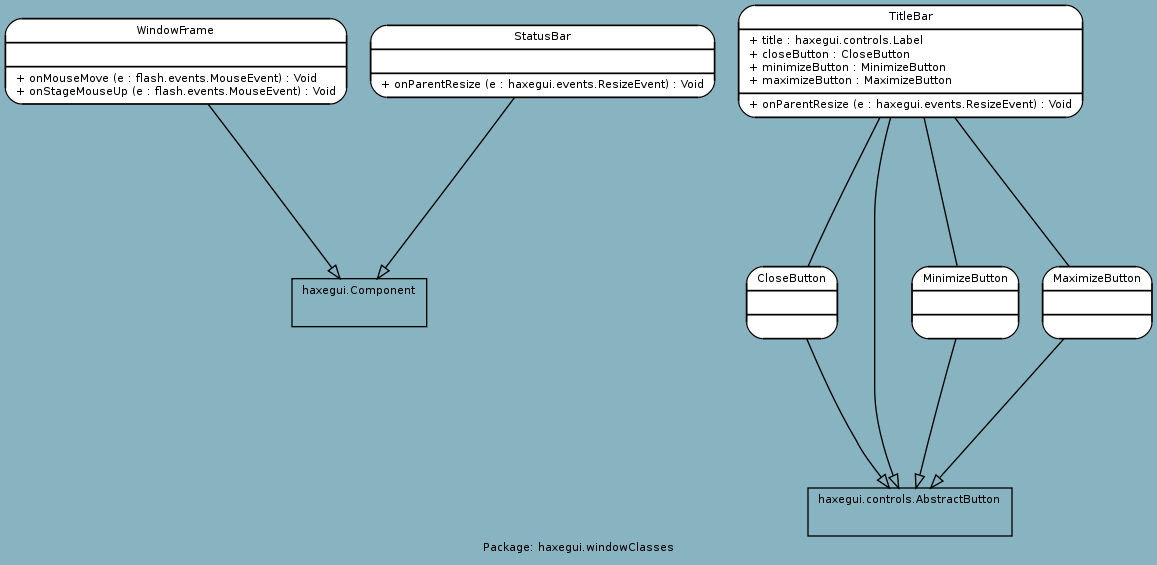 WindowFrame
+ onMouseMove (e : flash.events.MouseEvent) : Void
+ onStageMouseUp (e : flash.events.MouseEvent) : Void
StatusBar
+ onParentResize (e : haxegui.events.ResizeEvent) : Void
TitleBar
+ title : haxegui.controls.Label
+ closeButton : CloseButton
+ minimizeButton : MinimizeButton
+ maximizeButton : MaximizeButton
+ onParentResize (e : haxegui.events.ResizeEvent) : Void
haxegui.Component
CloseButton
MinimizeButton
MaximizeButton
haxegui.controls.AbstractButton
Package: haxegui.windowClasses